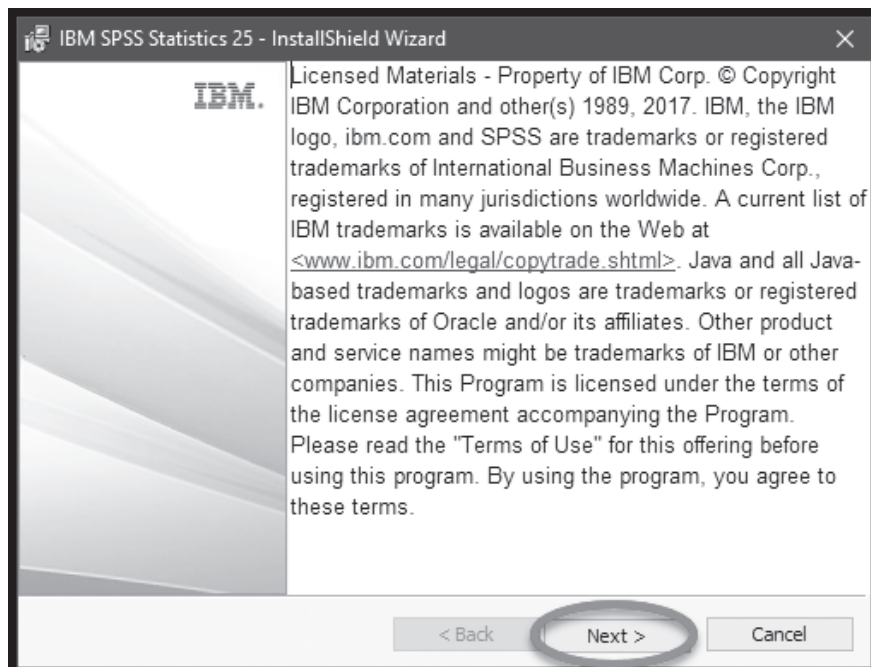 IBM SPSS Statistics 25 - InstallShield Wizard
IBM.
Licensed Materials - Property of IBM Corp. © Copyright
IBM Corporation and other(s) 1989, 2017. IBM, the IBM
logo, ibm.com and SPSS are trademarks or registered
trademarks of International Business Machines Corp.,
registered in many jurisdictions worldwide. A current list of
IBM trademarks is available on the Web at
<www.ibm.com/legal/copytrade.shtml>. Java and all Java-
based trademarks and logos are trademarks or registered
trademarks of Oracle and/or its affiliates. Other product
and service names might be trademarks of IBM or other
companies. This Program is licensed under the terms of
the license agreement accompanying the Program.
Please read the "Terms of Use" for this offering before
using this program. By using the program, you agree to
these terms.
< Back Next > Cancel